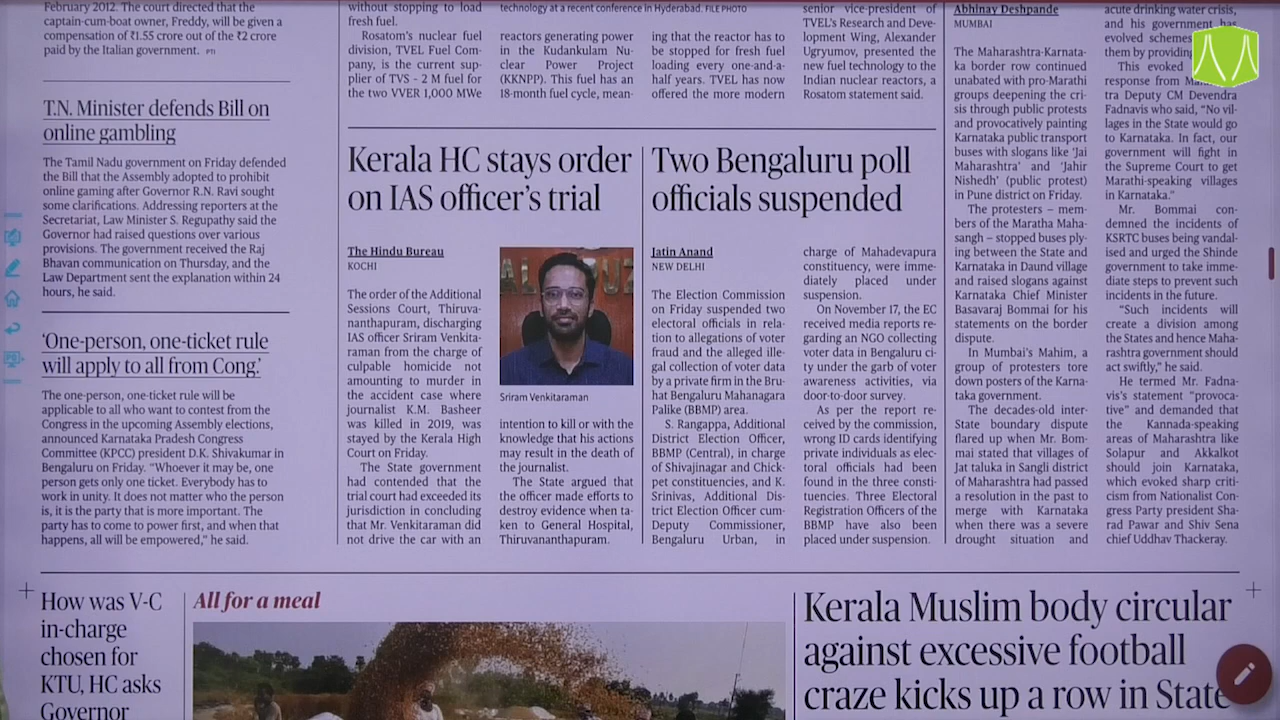 February 2012. The court directed that the
captain-cum-boat owner, Freddy, will be given a
compensation of ₹1.55 crore out of the ₹2 crore
paid by the Italian government. PTI
T.N. Minister defends Bill on
online gambling
The Tamil Nadu government on Friday defended
the Bill that the Assembly adopted to prohibit
online gaming after Governor R.N. Ravi sought
some clarifications. Addressing reporters at the
Secretariat, Law Minister S. Regupathy said the
Governor had raised questions over various
provisions. The government received the Raj
Bhavan communication on Thursday, and the
Law Department sent the explanation within 24
hours, he said.
'One-person, one-ticket rule
will apply to all from Cong.'
The one-person, one-ticket rule will be
applicable to all who want to contest from the
Congress in the upcoming Assembly elections,
announced Karnataka Pradesh Congress
Committee (KPCC) president D.K. Shivakumar in
Bengaluru on Friday. "Whoever it may be, one
person gets only one ticket. Everybody has to
work in unity. It does not matter who the person
is, it is the party that is more important. The
party has to come to power first, and when that
happens, all will be empowered," he said.
without stopping to load
fresh fuel.
Rosatom's nuclear fuel
division, TVEL Fuel Com-
pany, is the current sup-
plier of TVS - 2 M fuel for
the two VVER 1,000 MWe
technology at a recent conference in Hyderabad. FILE PHOTO
reactors generating power
in the Kudankulam Nu-
clear Power Project
(KKNPP). This fuel has an
18-month fuel cycle, mean-
ing that the reactor has to
be stopped for fresh fuel
loading every one-and-a-
half years. TVEL has now
offered the more modern
senior vice-president of
TVEL's Research and Deve-
lopment Wing, Alexander
Ugryumov, presented the
new fuel technology to the
Indian nuclear reactors, a
Rosatom statement said.
Kerala HC stays order
on IAS officer's trial
The Hindu Bureau
KOCHI
The order of the Additional
Sessions Court, Thiruva-
nanthapuram, discharging
IAS officer Sriram Venkita-
raman from the charge of
culpable homicide not
amounting to murder in
the accident case where
journalist K.M. Basheer
was killed in 2019, was
stayed by the Kerala High
Court on Friday.
The State government
had contended that the
trial court had exceeded its
jurisdiction in concluding
that Mr. Venkitaraman did
not drive the car with an
Sriram Venkitaraman
intention to kill or with the
knowledge that his actions
may result in the death of
the journalist.
The State argued that
the officer made efforts to
destroy evidence when ta-
ken to General Hospital,
Thiruvananthapuram.
Two Bengaluru poll
officials suspended
Jatin Anand
NEW DELHI
The Election Commission
on Friday suspended two
electoral officials in rela-
tion to allegations of voter
fraud and the alleged ille-
gal collection of voter data
by a private firm in the Bru-
hat Bengaluru Mahanagara
Palike (BBMP) area.
S. Rangappa, Additional
District Election Officer,
BBMP (Central), in charge
of Shivajinagar and Chick-
pet constituencies, and K.
Srinivas, Additional Dis-
trict Election Officer cum-
Deputy Commissioner,
Bengaluru Urban, in
charge of Mahadevapura
constituency, were imme-
diately placed under
suspension.
On November 17, the EC
received media reports re-
garding an NGO collecting
voter data in Bengaluru ci-
ty under the garb of voter
awareness activities, via
door-to-door survey.
As per the report re-
ceived by the commission,
wrong ID cards identifying
private individuals as elec-
toral officials had been
found in the three consti-
tuencies. Three Electoral
Registration Officers of the
BBMP have also been
placed under suspension.
Abhinay Deshpande
MUMBAI
The Maharashtra-Karnata-
ka border row continued
unabated with pro-Marathi
groups deepening the cri-
sis through public protests
and provocatively painting
Karnataka public transport
buses with slogans like 'Jai
Maharashtra' and 'Jahir
Nishedh' (public protest)
in Pune district on Friday.
The protesters – mem-
bers of the Maratha Maha-
sangh – stopped buses ply-
ing between the State and
Karnataka in Daund village
and raised slogans against
Karnataka Chief Minister
Basavaraj Bommai for his
statements on the border
dispute.
In Mumbai's Mahim, a
group of protesters tore
down posters of the Karna-
taka government.
The decades-old inter-
State boundary dispute
flared up when Mr. Bom-
mai stated that villages of
Jat taluka in Sangli district
of Maharashtra had passed
a resolution in the past to
merge with Karnataka
when there was a severe
drought situation and
acute drinking water crisis,
and his government has
evolved schemes
them by providing
This evoked
response from
tra Deputy CM Devendra
Fadnavis who said, "No vil-
lages in the State would go
to Karnataka. In fact, our
government will fight in
the Supreme Court to get
Marathi-speaking villages
in Karnataka."
Mr. Bommai con-
demned the incidents of
KSRTC buses being vandal-
ised and urged the Shinde
government to take imme-
diate steps to prevent such
incidents in the future.
"Such incidents will
create a division among
the States and hence Maha-
rashtra government should
act swiftly," he said.
He termed Mr. Fadna-
vis's statement "provoca-
tive" and demanded that
the Kannada-speaking
areas of Maharashtra like
Solapur and Akkalkot
should join Karnataka,
which evoked sharp criti-
cism from Nationalist Con-
gress Party president Sha-
rad Pawar and Shiv Sena
chief Uddhav Thackeray.
How was V-C
in-charge
chosen for
KTU, HC asks
Governor
All for a meal
Kerala Muslim body circular
against excessive football
craze kicks up a row in State